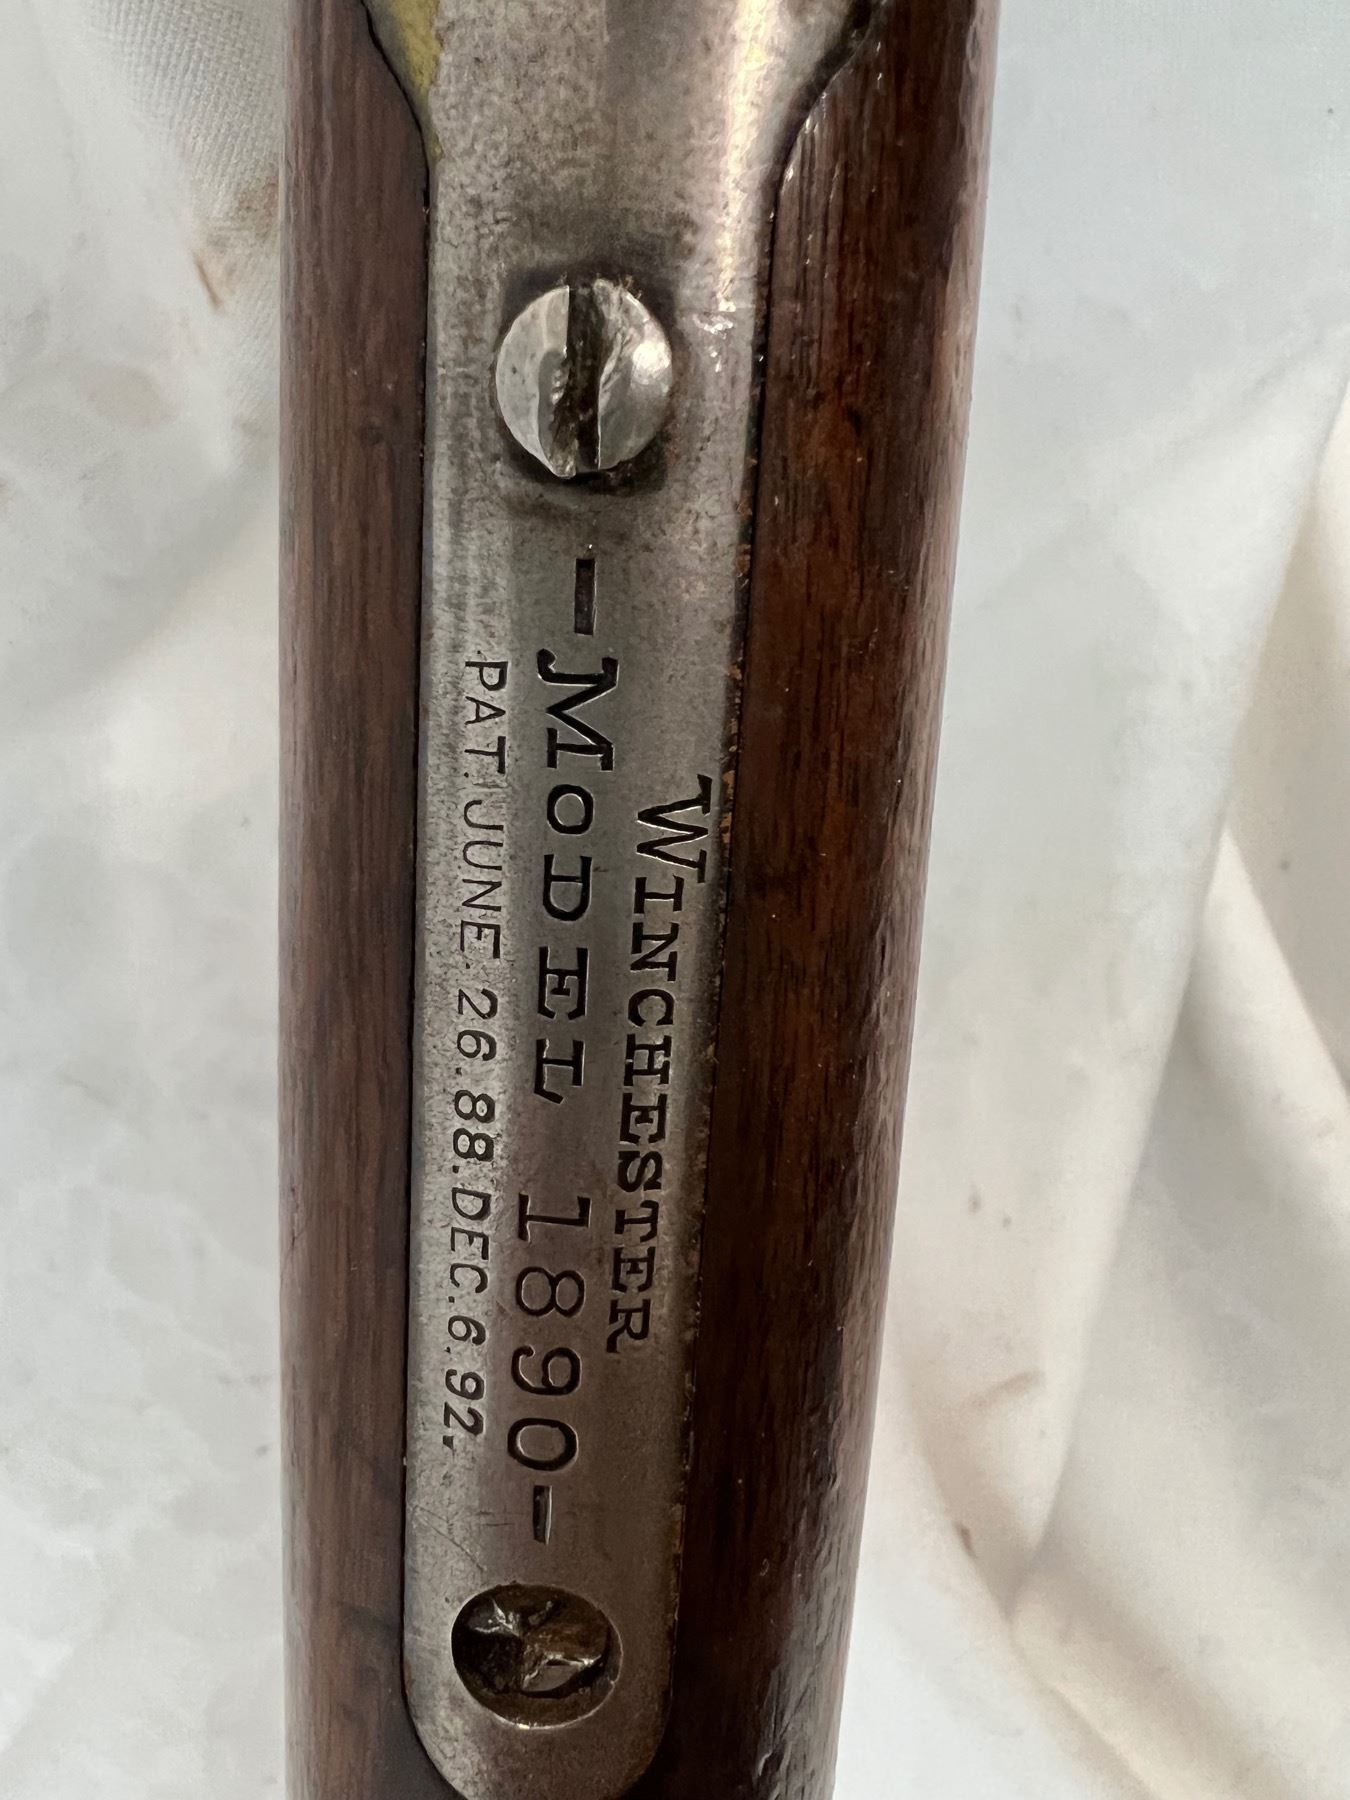 WINCHESTER
-MODEL 1890-
PAT. JUNE. 26. 88. DEC. 6. 92.